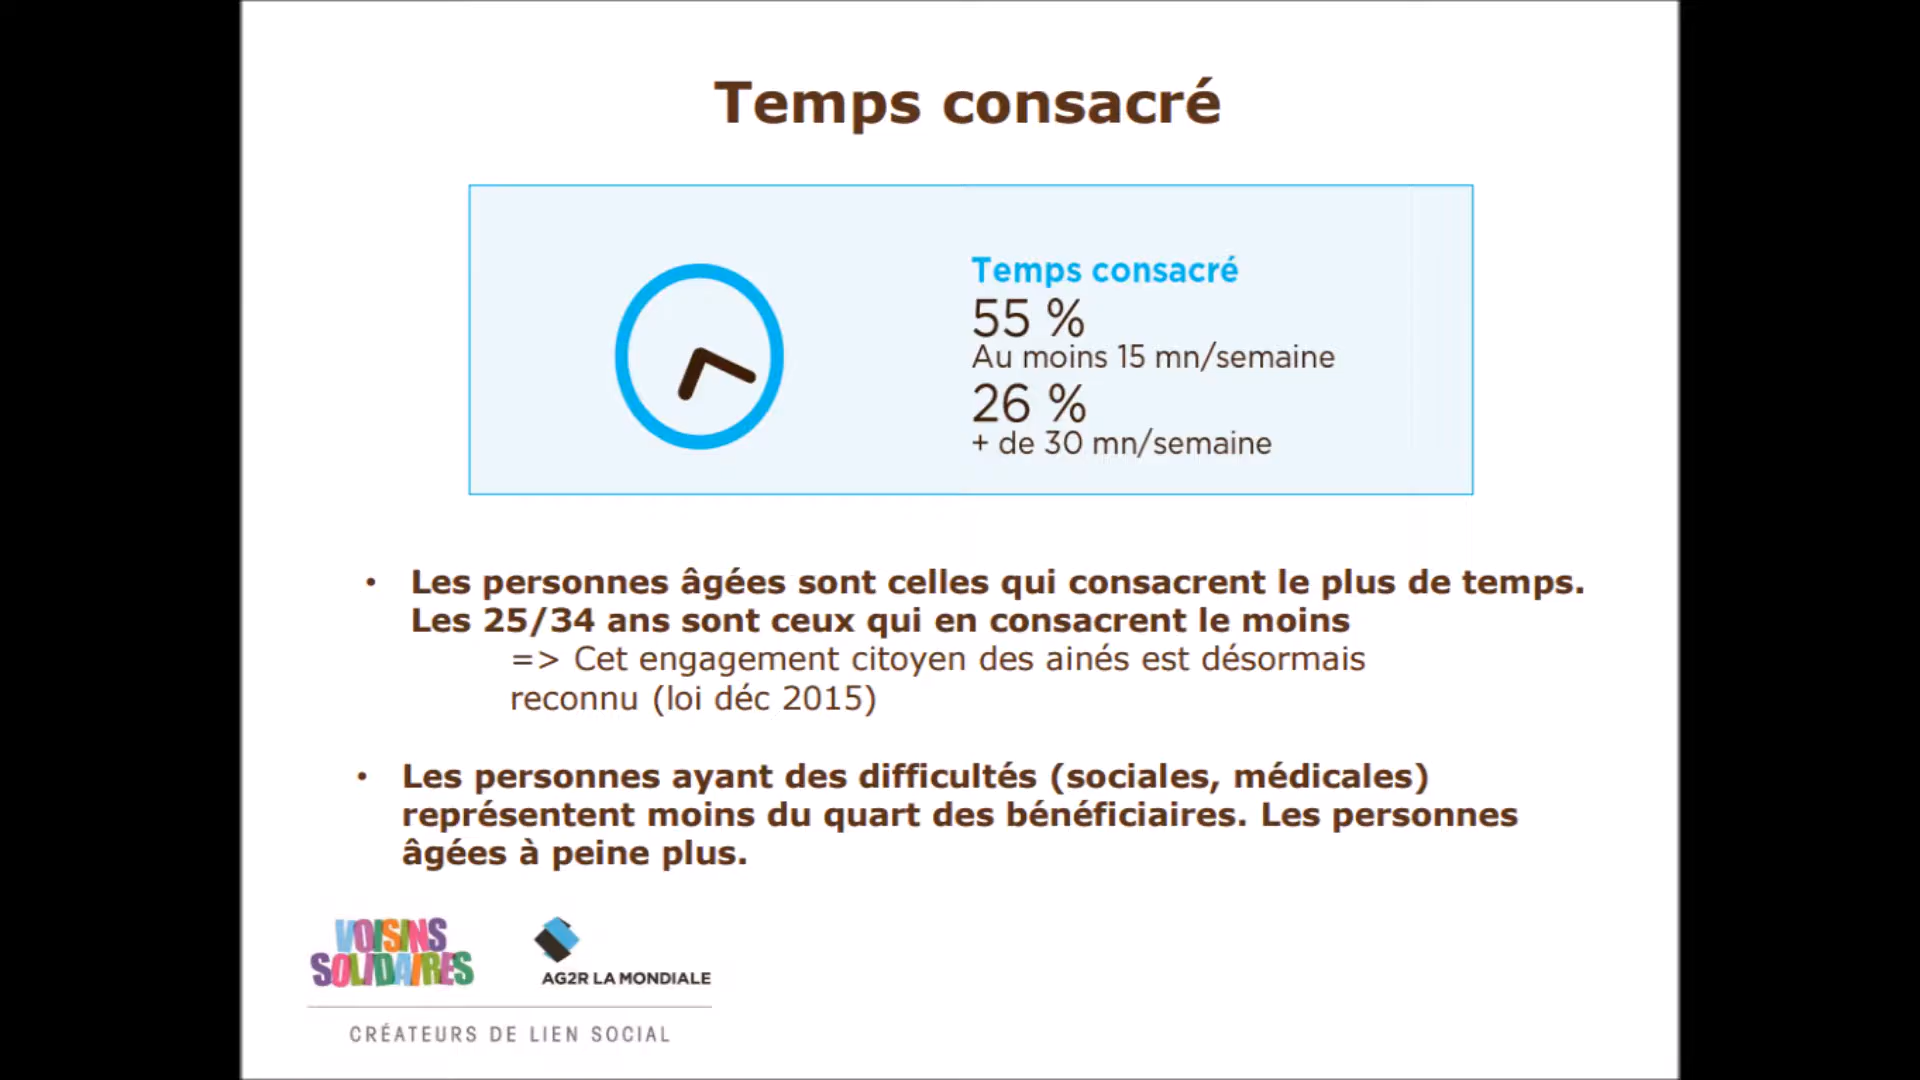 Temps consacré
Temps consacré
55 %
Au moins 15 mn/semaine
26 %
+ de 30 mn/semaine
• Les personnes âgées sont celles qui consacrent le plus de temps.
Les 25/34 ans sont ceux qui en consacrent le moins
=> Cet engagement citoyen des ainés est désormais
reconnu (loi déc 2015)
• Les personnes ayant des difficultés (sociales, médicales)
représentent moins du quart des bénéficiaires. Les personnes
âgées à peine plus.
VOISINS
SOLIDAIRES
AG2R LA MONDIALE
CRÉATEURS DE LIEN SOCIAL